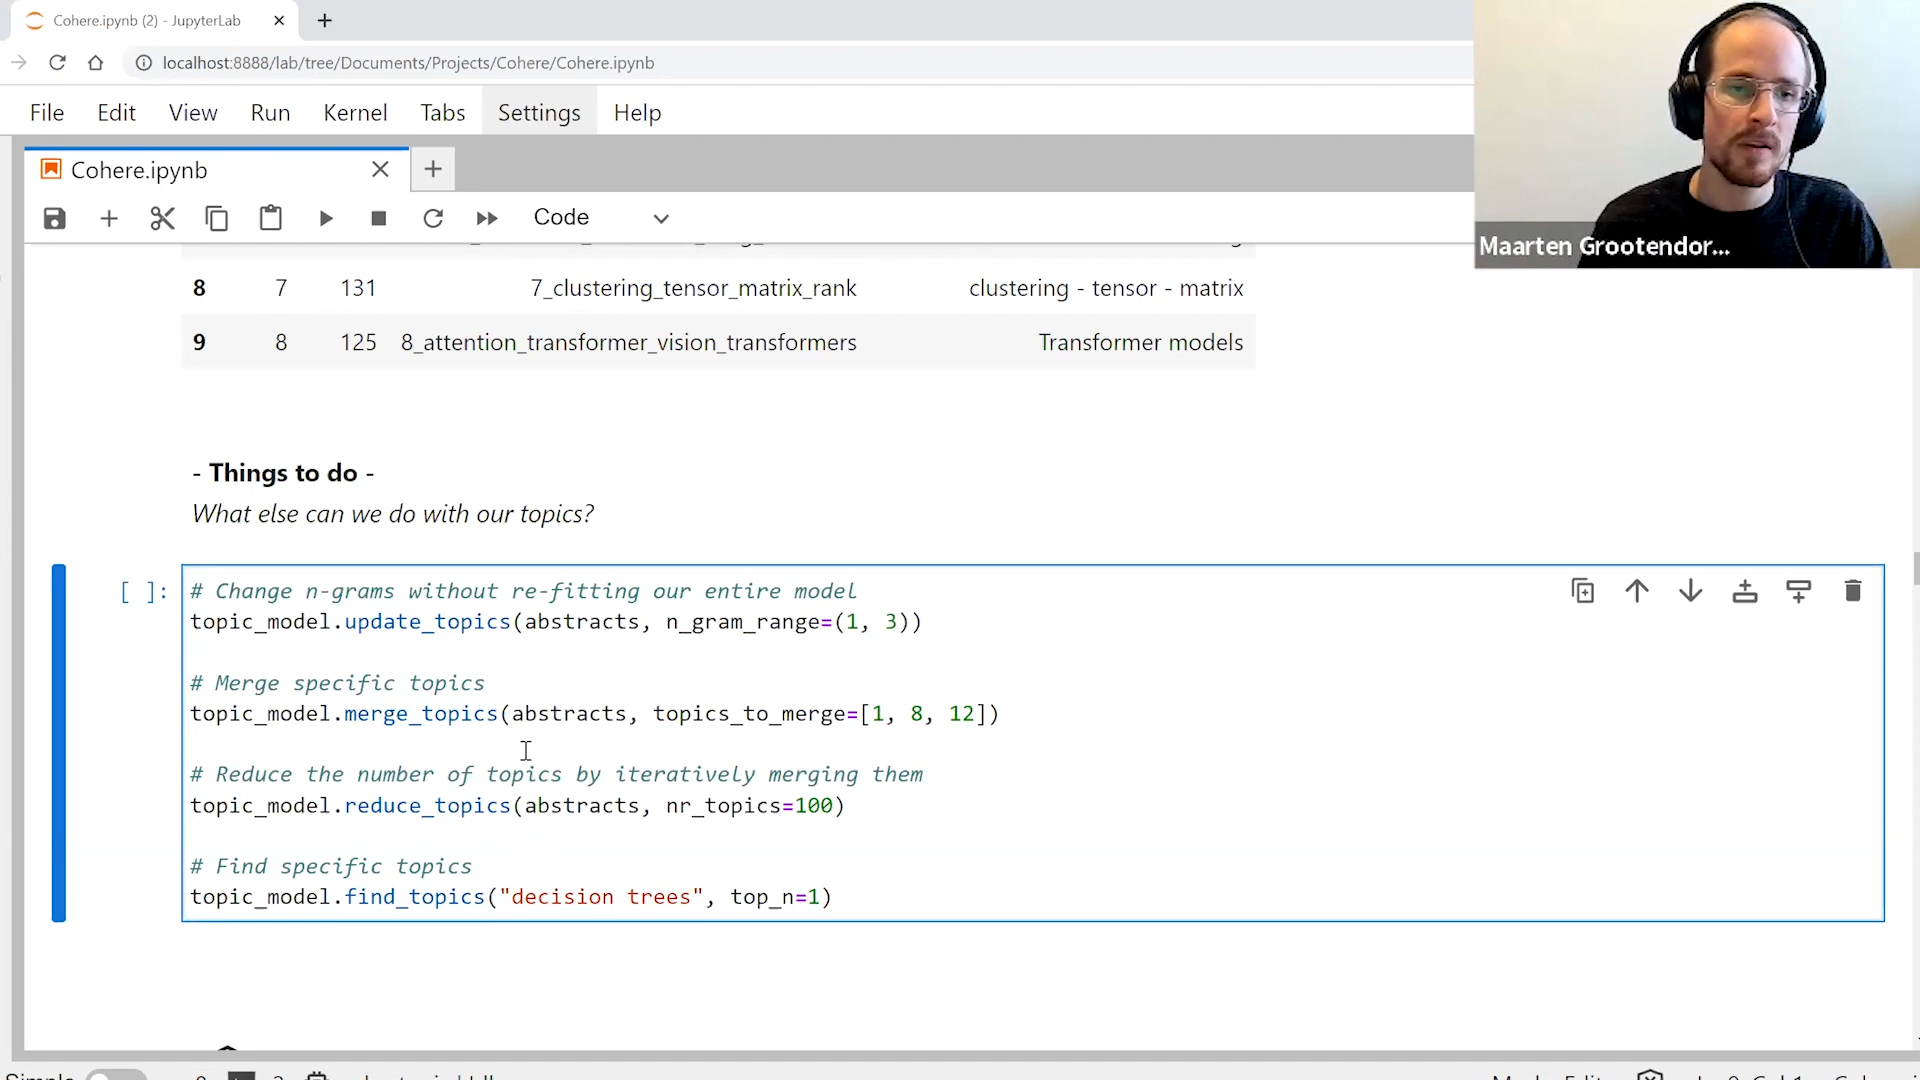 Cohere.ipynb (2) - JupyterLab
localhost:8888/lab/tree/Documents/Projects/Cohere/Cohere.ipynb
File Edit View Run Kernel Tabs Settings Help
Maarten Grootendor...
Cohere.ipynb
Code
8 7 131 7_clustering_tensor_matrix_rank clustering - tensor - matrix
9 8 125 8_attention_transformer_vision_transformers Transformer models
- Things to do -
What else can we do with our topics?
[ ]: # Change n-grams without re-fitting our entire model
topic_model.update_topics(abstracts, n_gram_range=(1, 3))
# Merge specific topics
topic_model.merge_topics(abstracts, topics_to_merge=[1, 8, 12])
# Reduce the number of topics by iteratively merging them
topic_model.reduce_topics(abstracts, nr_topics=100)
# Find specific topics
topic_model.find_topics("decision trees", top_n=1)
Simple